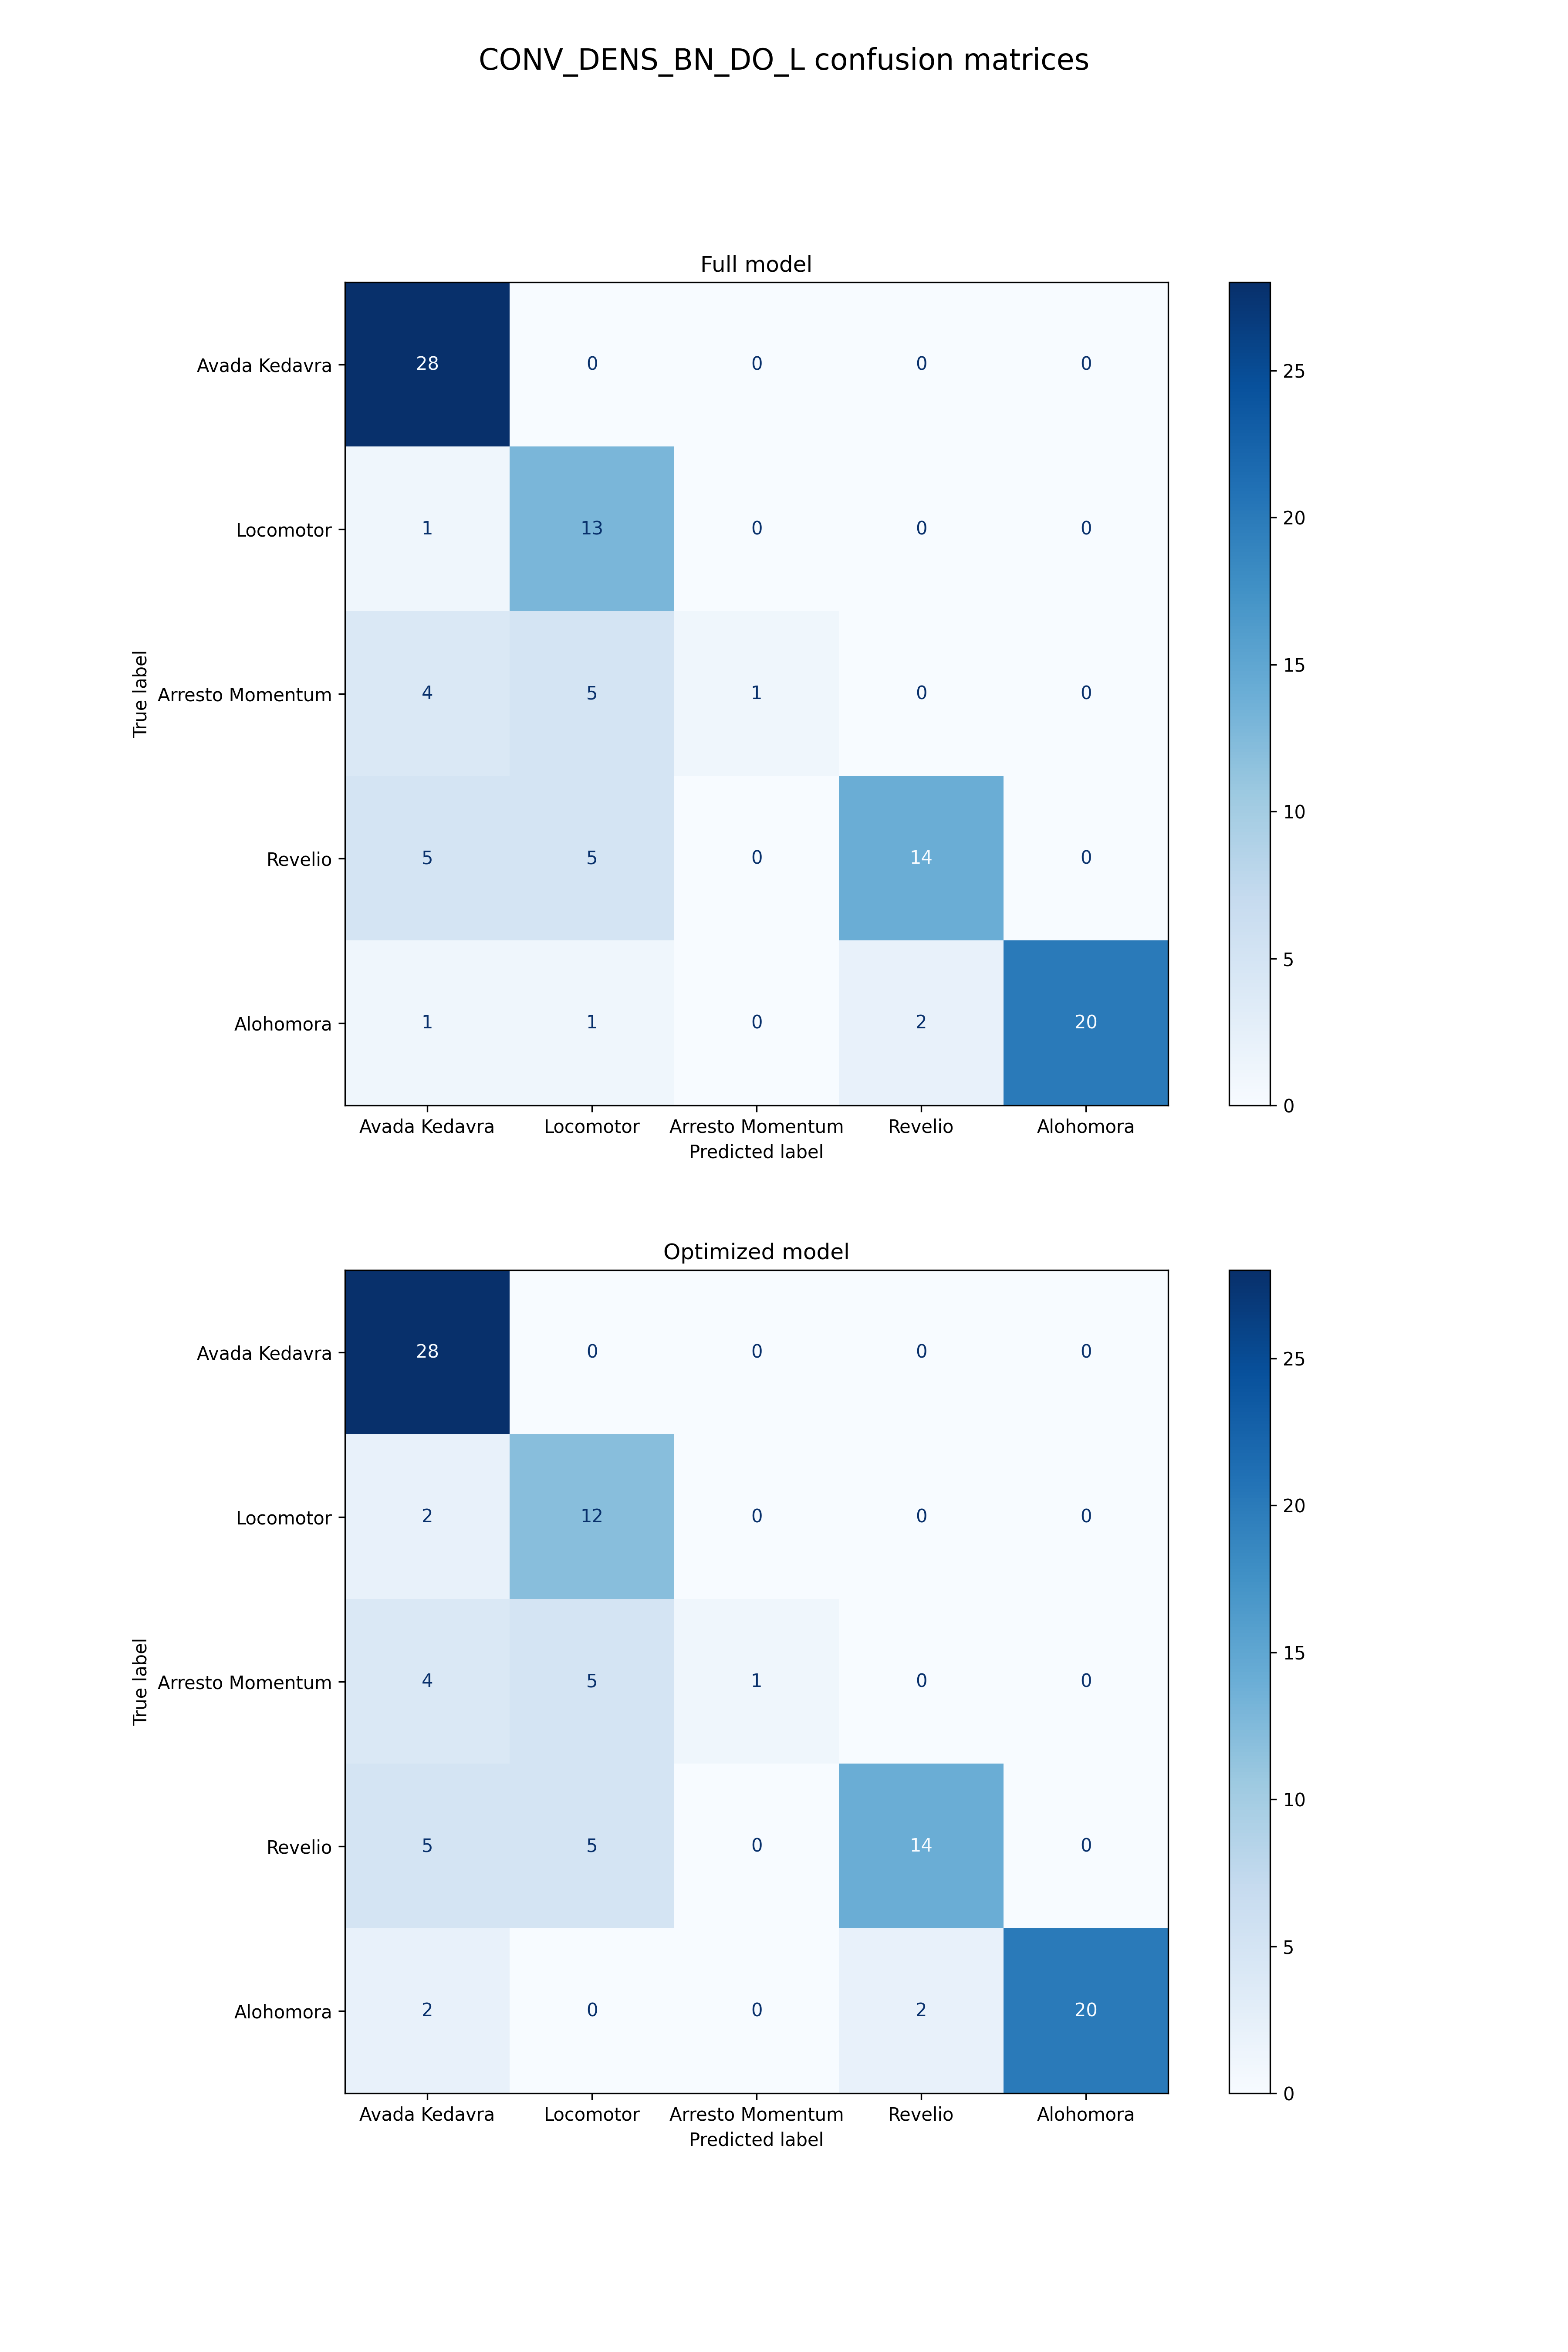 CONV_DENS_BN_DO_L confusion matrices
Full model
True label
Avada Kedavra 28 0 0 0 0
25
Locomotor 1 13 0 0 0
20
15
Arresto Momentum 4 5 1 0 0
10
Revelio 5 5 0 14 0
5
Alohomora 1 1 0 2 20
0
Avada Kedavra Locomotor Arresto Momentum Revelio Alohomora
Predicted label
Optimized model
True label
Avada Kedavra 28 0 0 0 0
25
Locomotor 2 12 0 0 0
20
15
Arresto Momentum 4 5 1 0 0
10
Revelio 5 5 0 14 0
5
Alohomora 2 0 0 2 20
0
Avada Kedavra Locomotor Arresto Momentum Revelio Alohomora
Predicted label